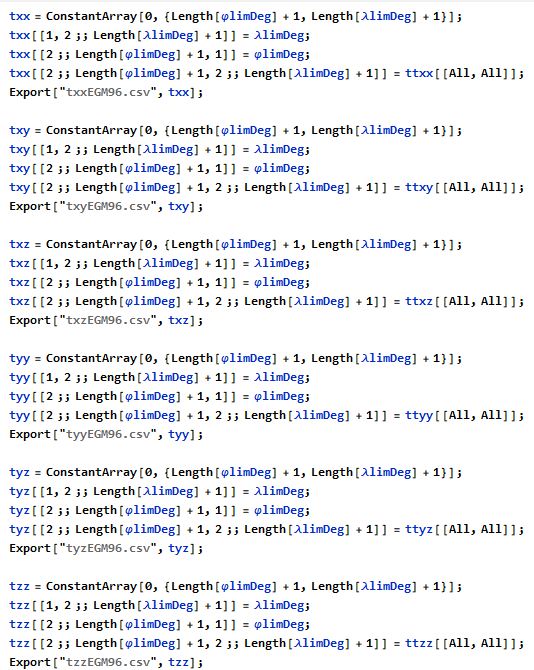 txx = ConstantArray[0, {Length[φlimDeg] + 1, Length[λlimDeg] + 1}];
txx[[1, 2 ;; Length[λlimDeg] + 1]] = λlimDeg;
txx[[2 ;; Length[φlimDeg] + 1, 1]] = φlimDeg;
txx[[2 ;; Length[φlimDeg] + 1, 2 ;; Length[λlimDeg] + 1]] = ttxx[[All, All]];
Export["txxEGM96.csv", txx];
txy = ConstantArray[0, {Length[φlimDeg] + 1, Length[λlimDeg] + 1}];
txy[[1, 2 ;; Length[λlimDeg] + 1]] = λlimDeg;
txy[[2 ;; Length[φlimDeg] + 1, 1]] = φlimDeg;
txy[[2 ;; Length[φlimDeg] + 1, 2 ;; Length[λlimDeg] + 1]] = ttxy[[All, All]];
Export["txyEGM96.csv", txy];
txz = ConstantArray[0, {Length[φlimDeg] + 1, Length[λlimDeg] + 1}];
txz[[1, 2 ;; Length[λlimDeg] + 1]] = λlimDeg;
txz[[2 ;; Length[φlimDeg] + 1, 1]] = φlimDeg;
txz[[2 ;; Length[φlimDeg] + 1, 2 ;; Length[λlimDeg] + 1]] = ttxz[[All, All]];
Export["txzEGM96.csv", txz];
tyy = ConstantArray[0, {Length[φlimDeg] + 1, Length[λlimDeg] + 1}];
tyy[[1, 2 ;; Length[λlimDeg] + 1]] = λlimDeg;
tyy[[2 ;; Length[φlimDeg] + 1, 1]] = φlimDeg;
tyy[[2 ;; Length[φlimDeg] + 1, 2 ;; Length[λlimDeg] + 1]] = ttyy[[All, All]];
Export["tyyEGM96.csv", tyy];
tyz = ConstantArray[0, {Length[φlimDeg] + 1, Length[λlimDeg] + 1}];
tyz[[1, 2 ;; Length[λlimDeg] + 1]] = λlimDeg;
tyz[[2 ;; Length[φlimDeg] + 1, 1]] = φlimDeg;
tyz[[2 ;; Length[φlimDeg] + 1, 2 ;; Length[λlimDeg] + 1]] = ttyz[[All, All]];
Export["tyzEGM96.csv", tyz];
tzz = ConstantArray[0, {Length[φlimDeg] + 1, Length[λlimDeg] + 1}];
tzz[[1, 2 ;; Length[λlimDeg] + 1]] = λlimDeg;
tzz[[2 ;; Length[φlimDeg] + 1, 1]] = φlimDeg;
tzz[[2 ;; Length[φlimDeg] + 1, 2 ;; Length[λlimDeg] + 1]] = ttzz[[All, All]];
Export["tzzEGM96.csv", tzz];